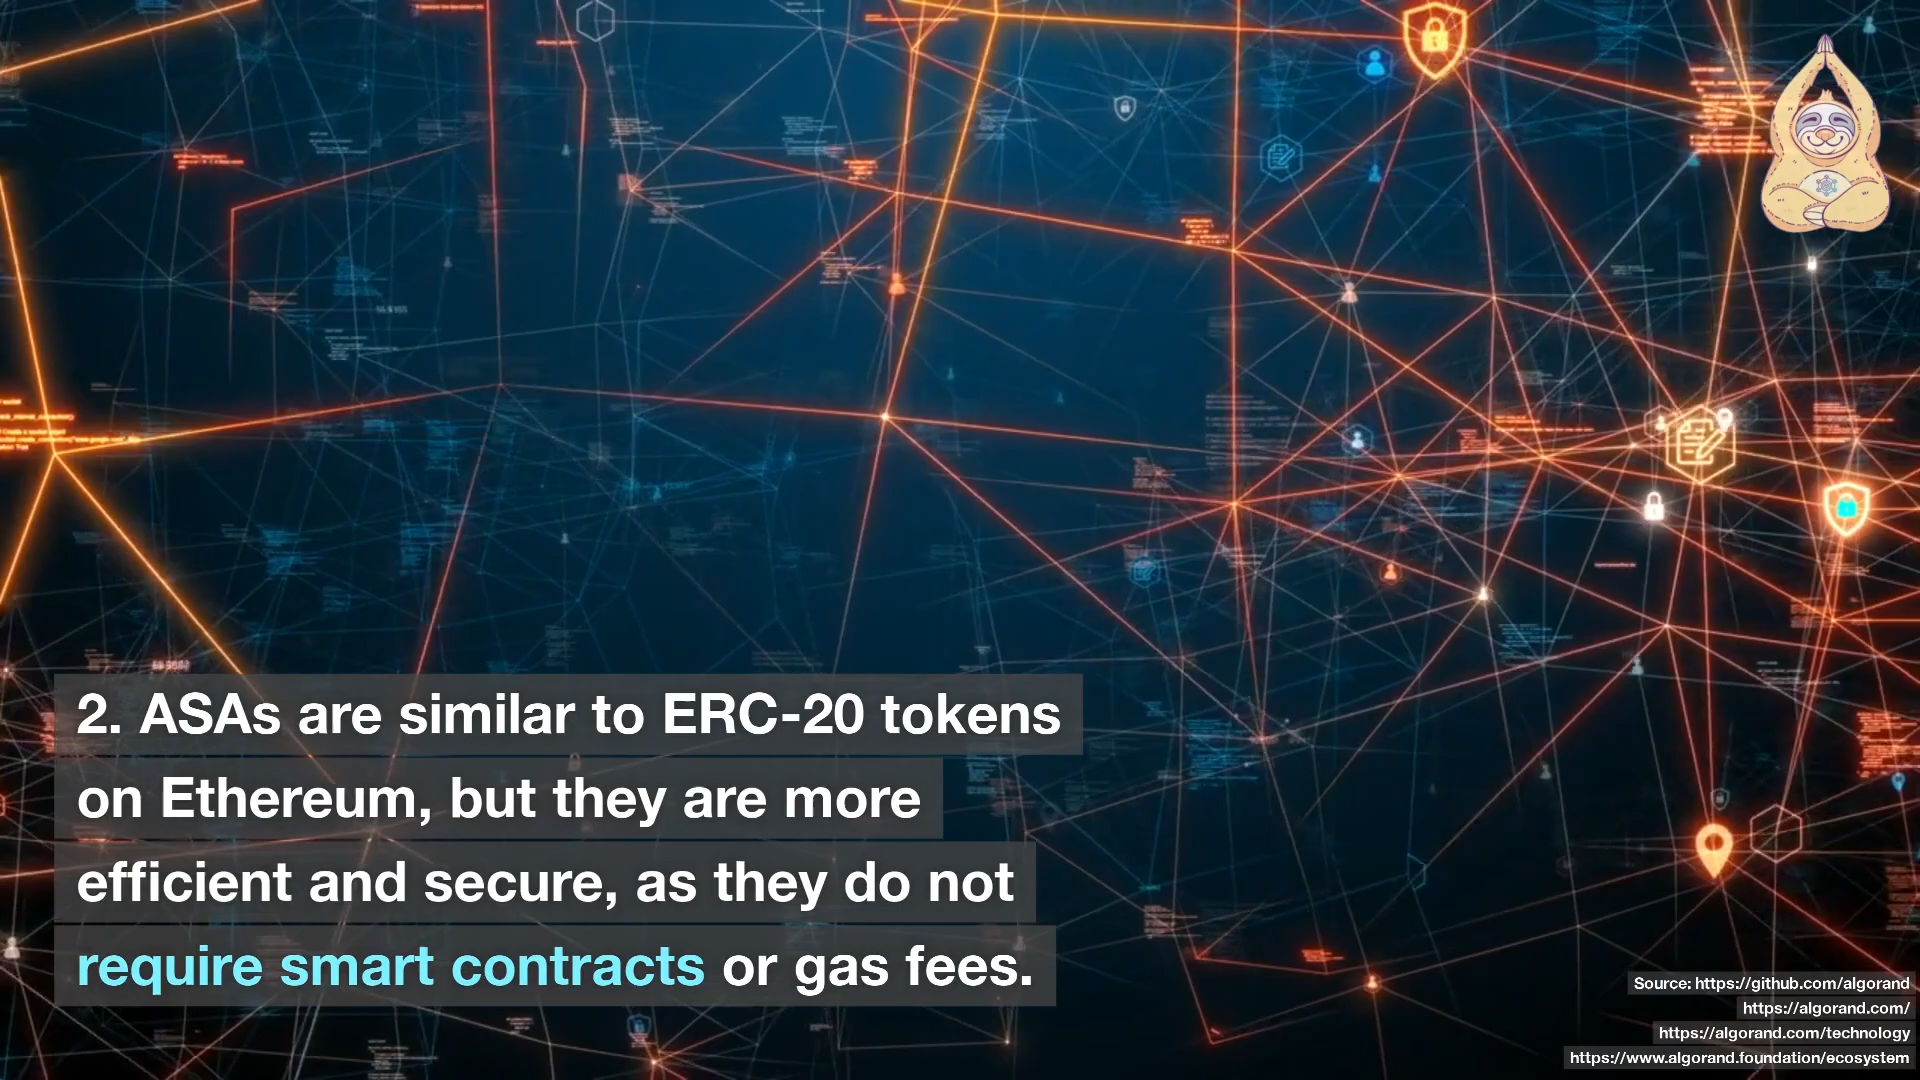 2. ASAs are similar to ERC-20 tokens
on Ethereum, but they are more
efficient and secure, as they do not
require smart contracts or gas fees.
Source: https://github.com/algorand
https://algorand.com/
https://algorand.com/technology
https://www.algorand.foundation/ecosystem